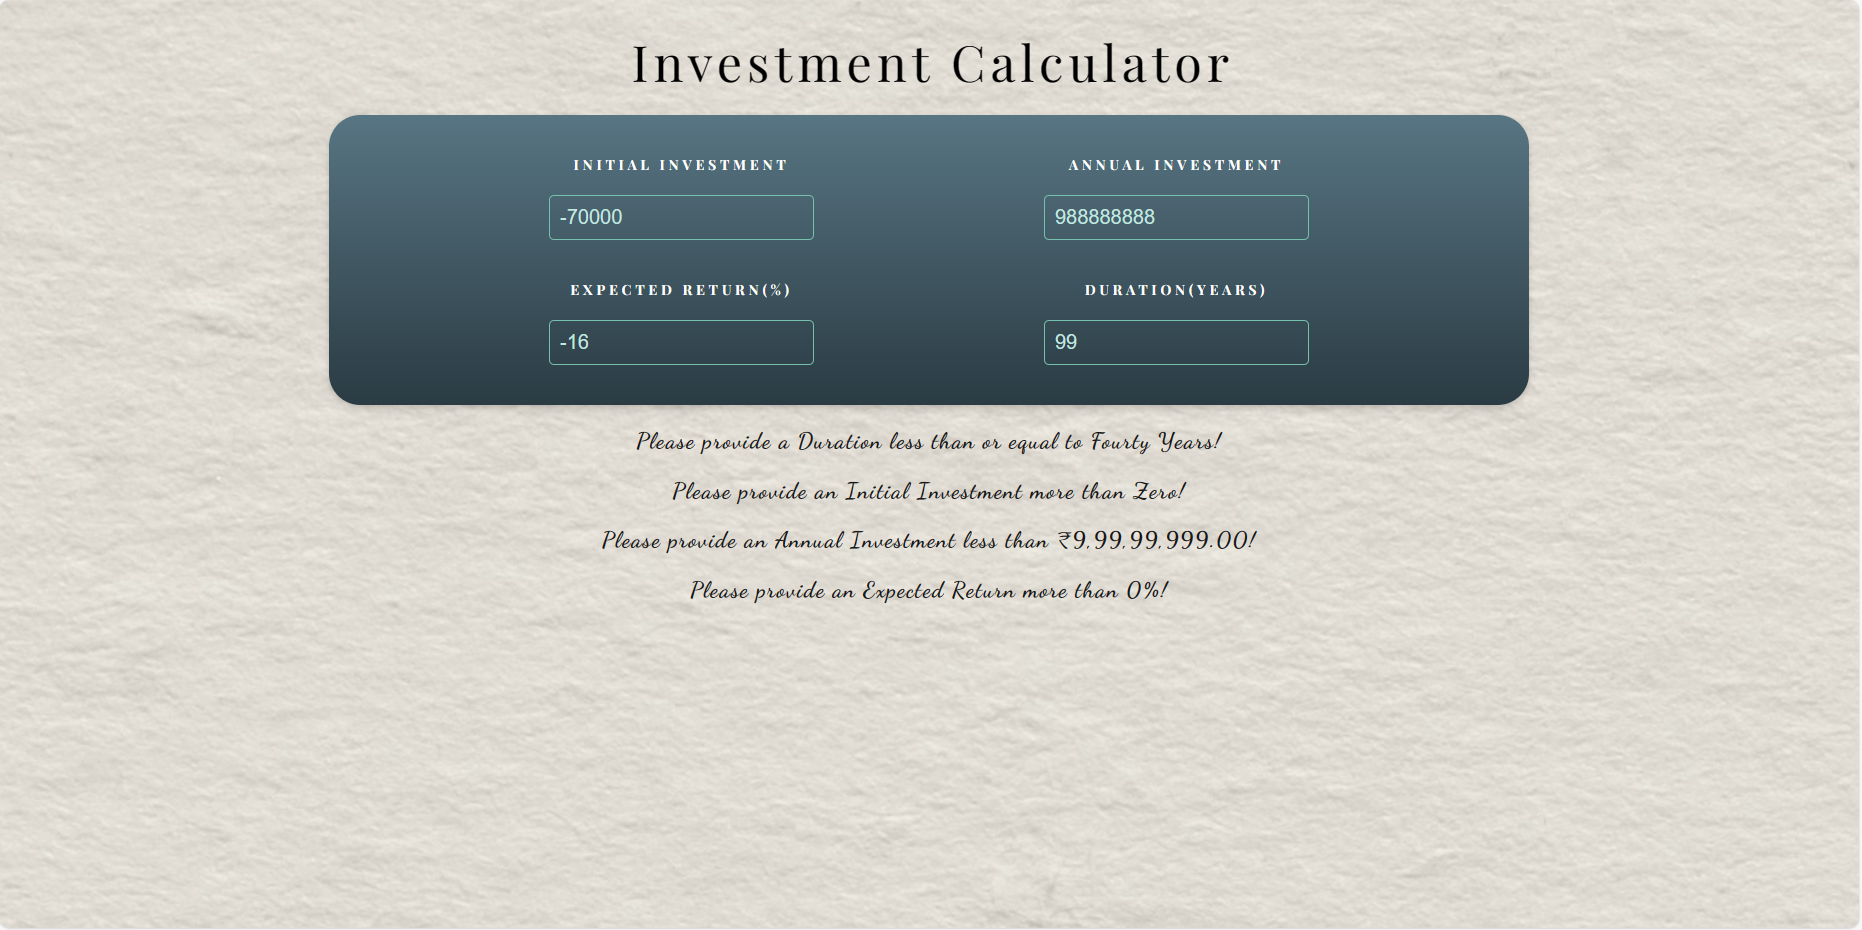 Investment Calculator
INITIAL INVESTMENT
ANNUAL INVESTMENT
-70000
988888888
EXPECTED RETURN(%)
DURATION(YEARS)
-16
99
Please provide a Duration less than or equal to Fourty Years!
Please provide an Initial Investment more than Zero!
Please provide an Annual Investment less than ₹9,99,99,999.00!
Please provide an Expected Return more than 0%!